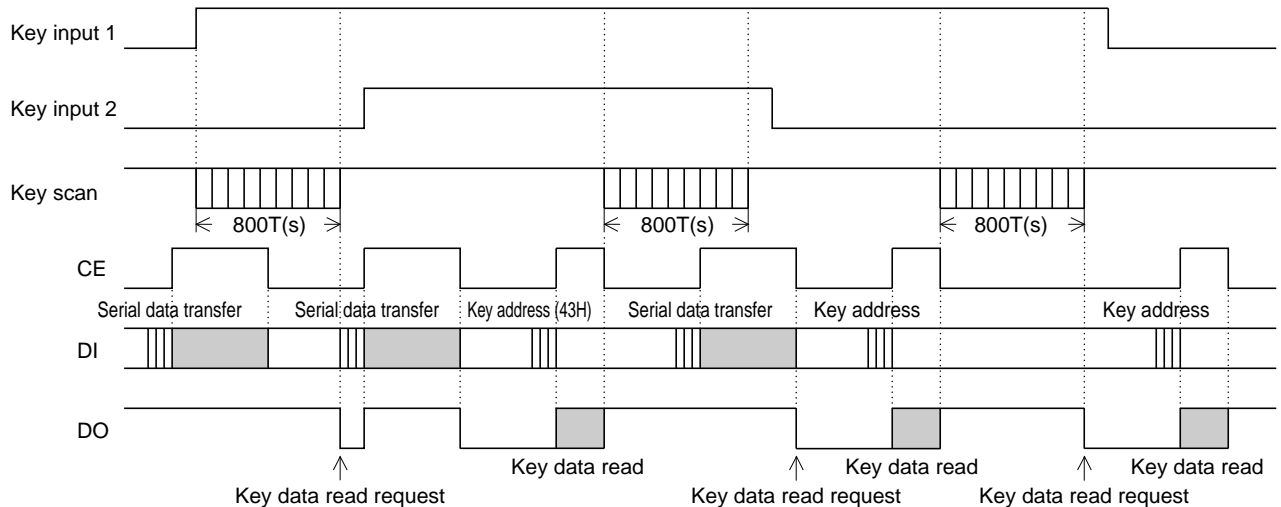 Key input 1
Key input 2
Key scan
800T(s) 800T(s) 800T(s)
CE
Serial data transfer Serial data transfer Key address (43H) Serial data transfer Key address Key address
DI
DO
Key data read Key data read Key data read
Key data read request Key data read request Key data read request